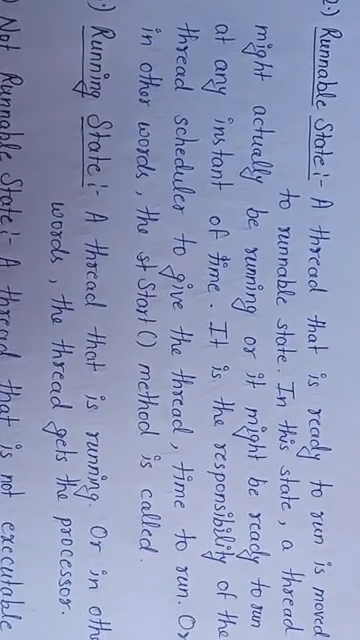 2.) Runnable State:- A thread that is ready to run is moved
to runnable state. In this state, a thread
might actually be running or it might be ready to run
at any instant of time. It is the responsibility of the
thread scheduler to give the thread, time to run. Or
in other words, the stStart() method is called.
.) Running State:- A thread that is running. Or in othe
words, the thread gets the processor.
) Not Runnable State:- A thread that is not executable